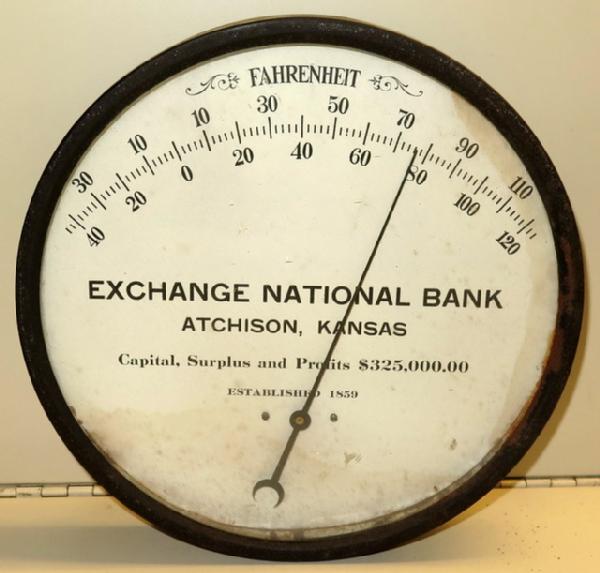 FAHRENHEIT
30 10 10 30 50 70 90 110
40 20 0 20 40 60 80 100 120
EXCHANGE NATIONAL BANK
ATCHISON, KANSAS
Capital, Surplus and Profits $325,000.00
ESTABLISHED 1859